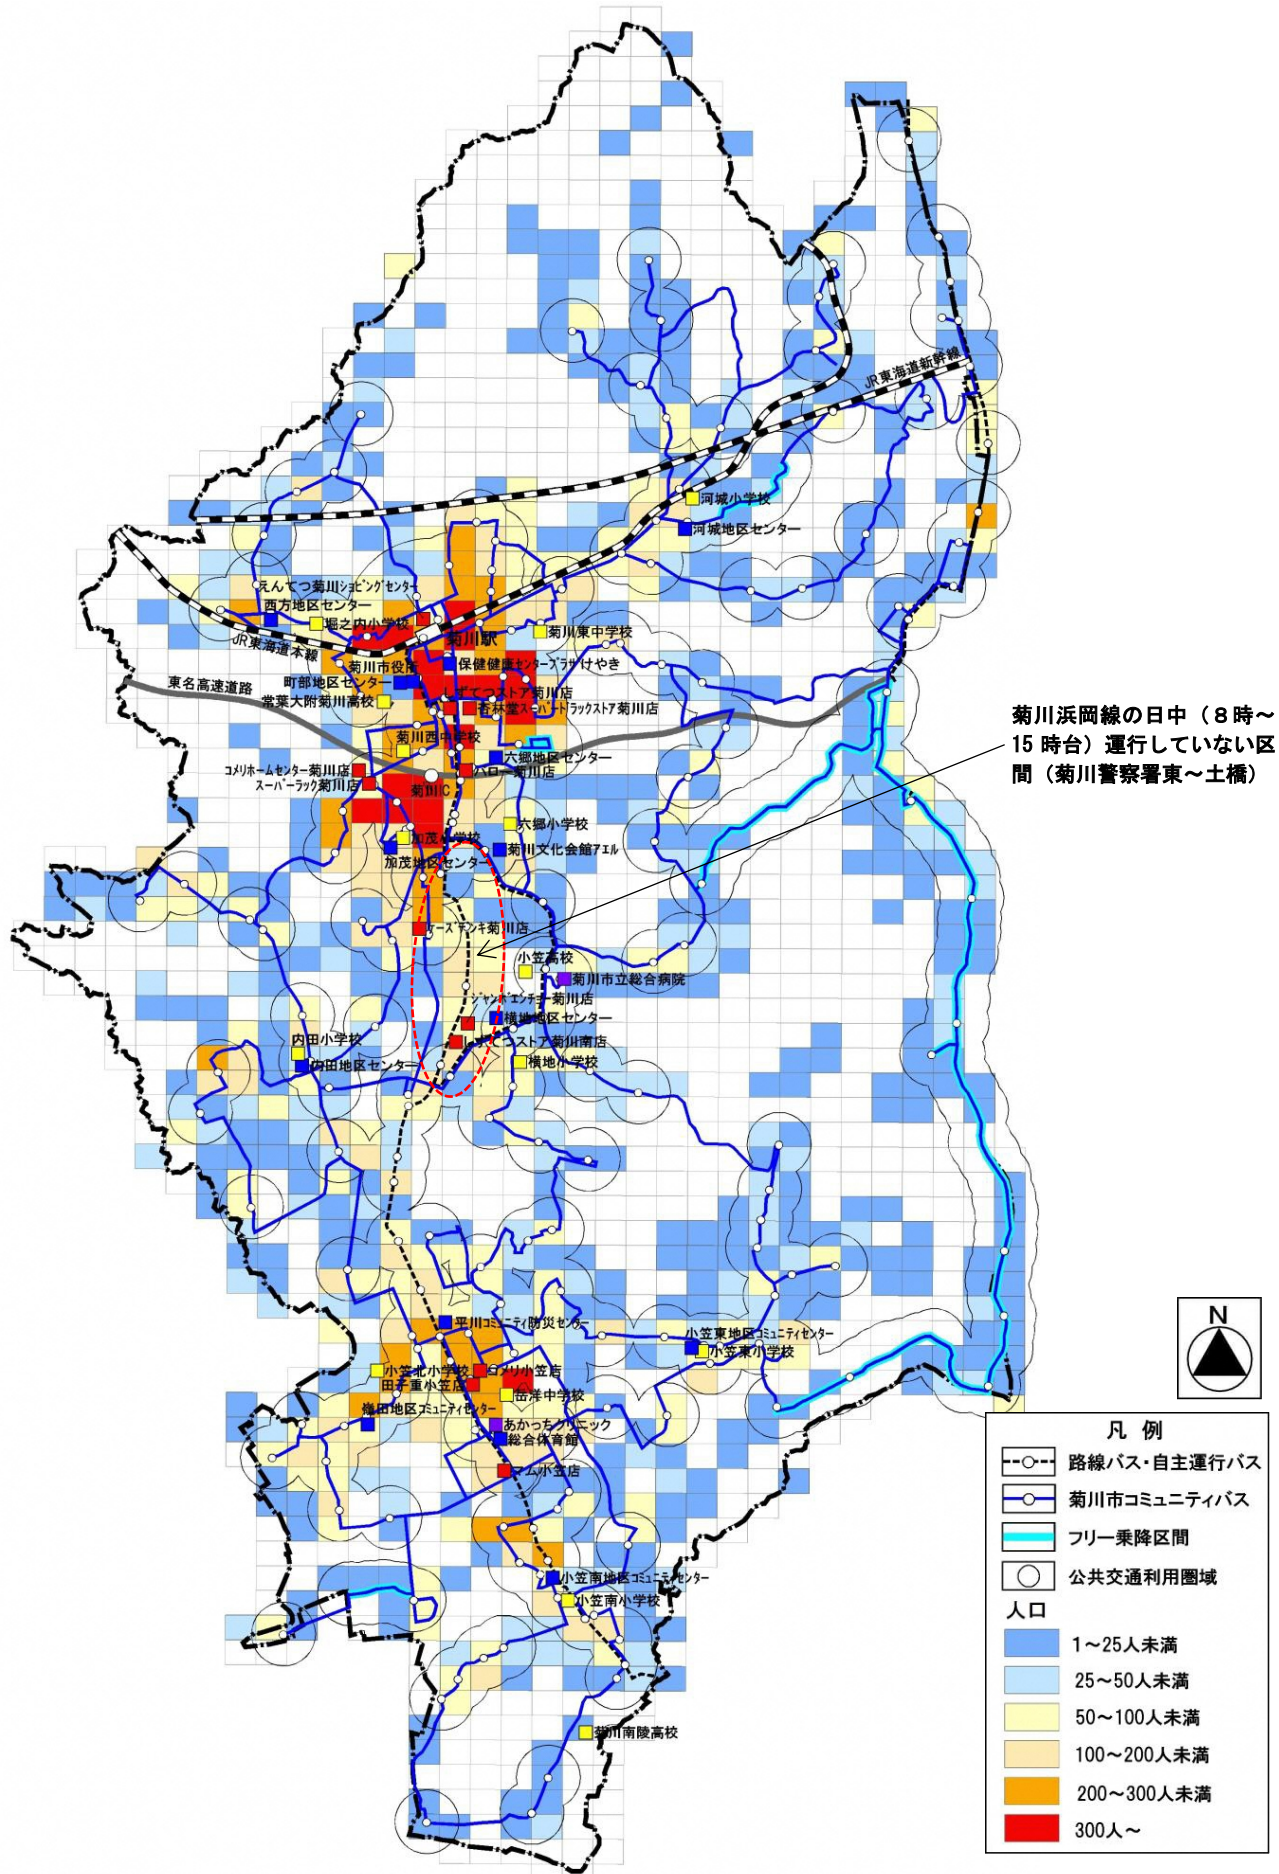 JR東海道新幹線
河城小学校
河城地区センター
えんてつ菊川ショッピングセンター
西方地区センター
堀之内小学校
菊川駅
菊川東中学校
JR東海道本線
菊川市役所
保健健康センタープラザけやき
町部地区センター
東名高速道路
しずてつストア菊川店
常葉大附菊川高校
杏林堂スーパードラックストア菊川店
菊川浜岡線の日中（８時～
15 時台）運行していない区
間（菊川警察署東～土橋）
菊川西中学校
六郷地区センター
コメリホームセンター菊川店
ハロー菊川店
スーパーラック菊川店
菊川IC
六郷小学校
加茂小学校
菊川文化会館アエル
加茂地区センター
ケーズデンキ菊川店
小笠高校
菊川市立総合病院
ジャンボエンチョー菊川店
横地地区センター
内田小学校
しずてつストア菊川南店
内田地区センター
横地小学校
平川コミュニティ防災センター
小笠東地区コミュニティセンター
小笠東小学校
小笠北小学校
コメリ小笠店
田子重小笠店
岳洋中学校
嶺田地区コミュニティセンター
あかっちクリニック
総合体育館
マム小笠店
小笠南地区コミュニティセンター
小笠南小学校
菊川南陵高校
N
凡 例
路線バス・自主運行バス
菊川市コミュニティバス
フリー乗降区間
公共交通利用圏域
人口
1～25人未満
25～50人未満
50～100人未満
100～200人未満
200～300人未満
300人～